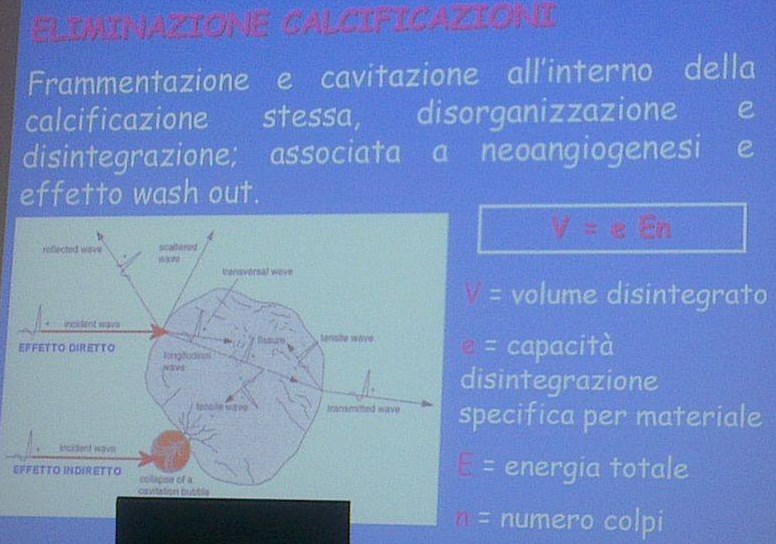 ELIMINAZIONE CALCIFICAZIONI
Frammentazione e cavitazione all'interno della
calcificazione stessa, disorganizzazione e
disintegrazione; associata a neoangiogenesi e
effetto wash out.
V = e En
V = volume disintegrato
e = capacità
disintegrazione
specifica per materiale
E = energia totale
n = numero colpi
reflected wave
scattered
wave
transversal wave
incident wave
EFFETTO DIRETTO
longitudinal
wave
fissure
tensile wave
tensile wave
transmitted wave
incident wave
EFFETTO INDIRETTO
collapse of a
cavitation bubble